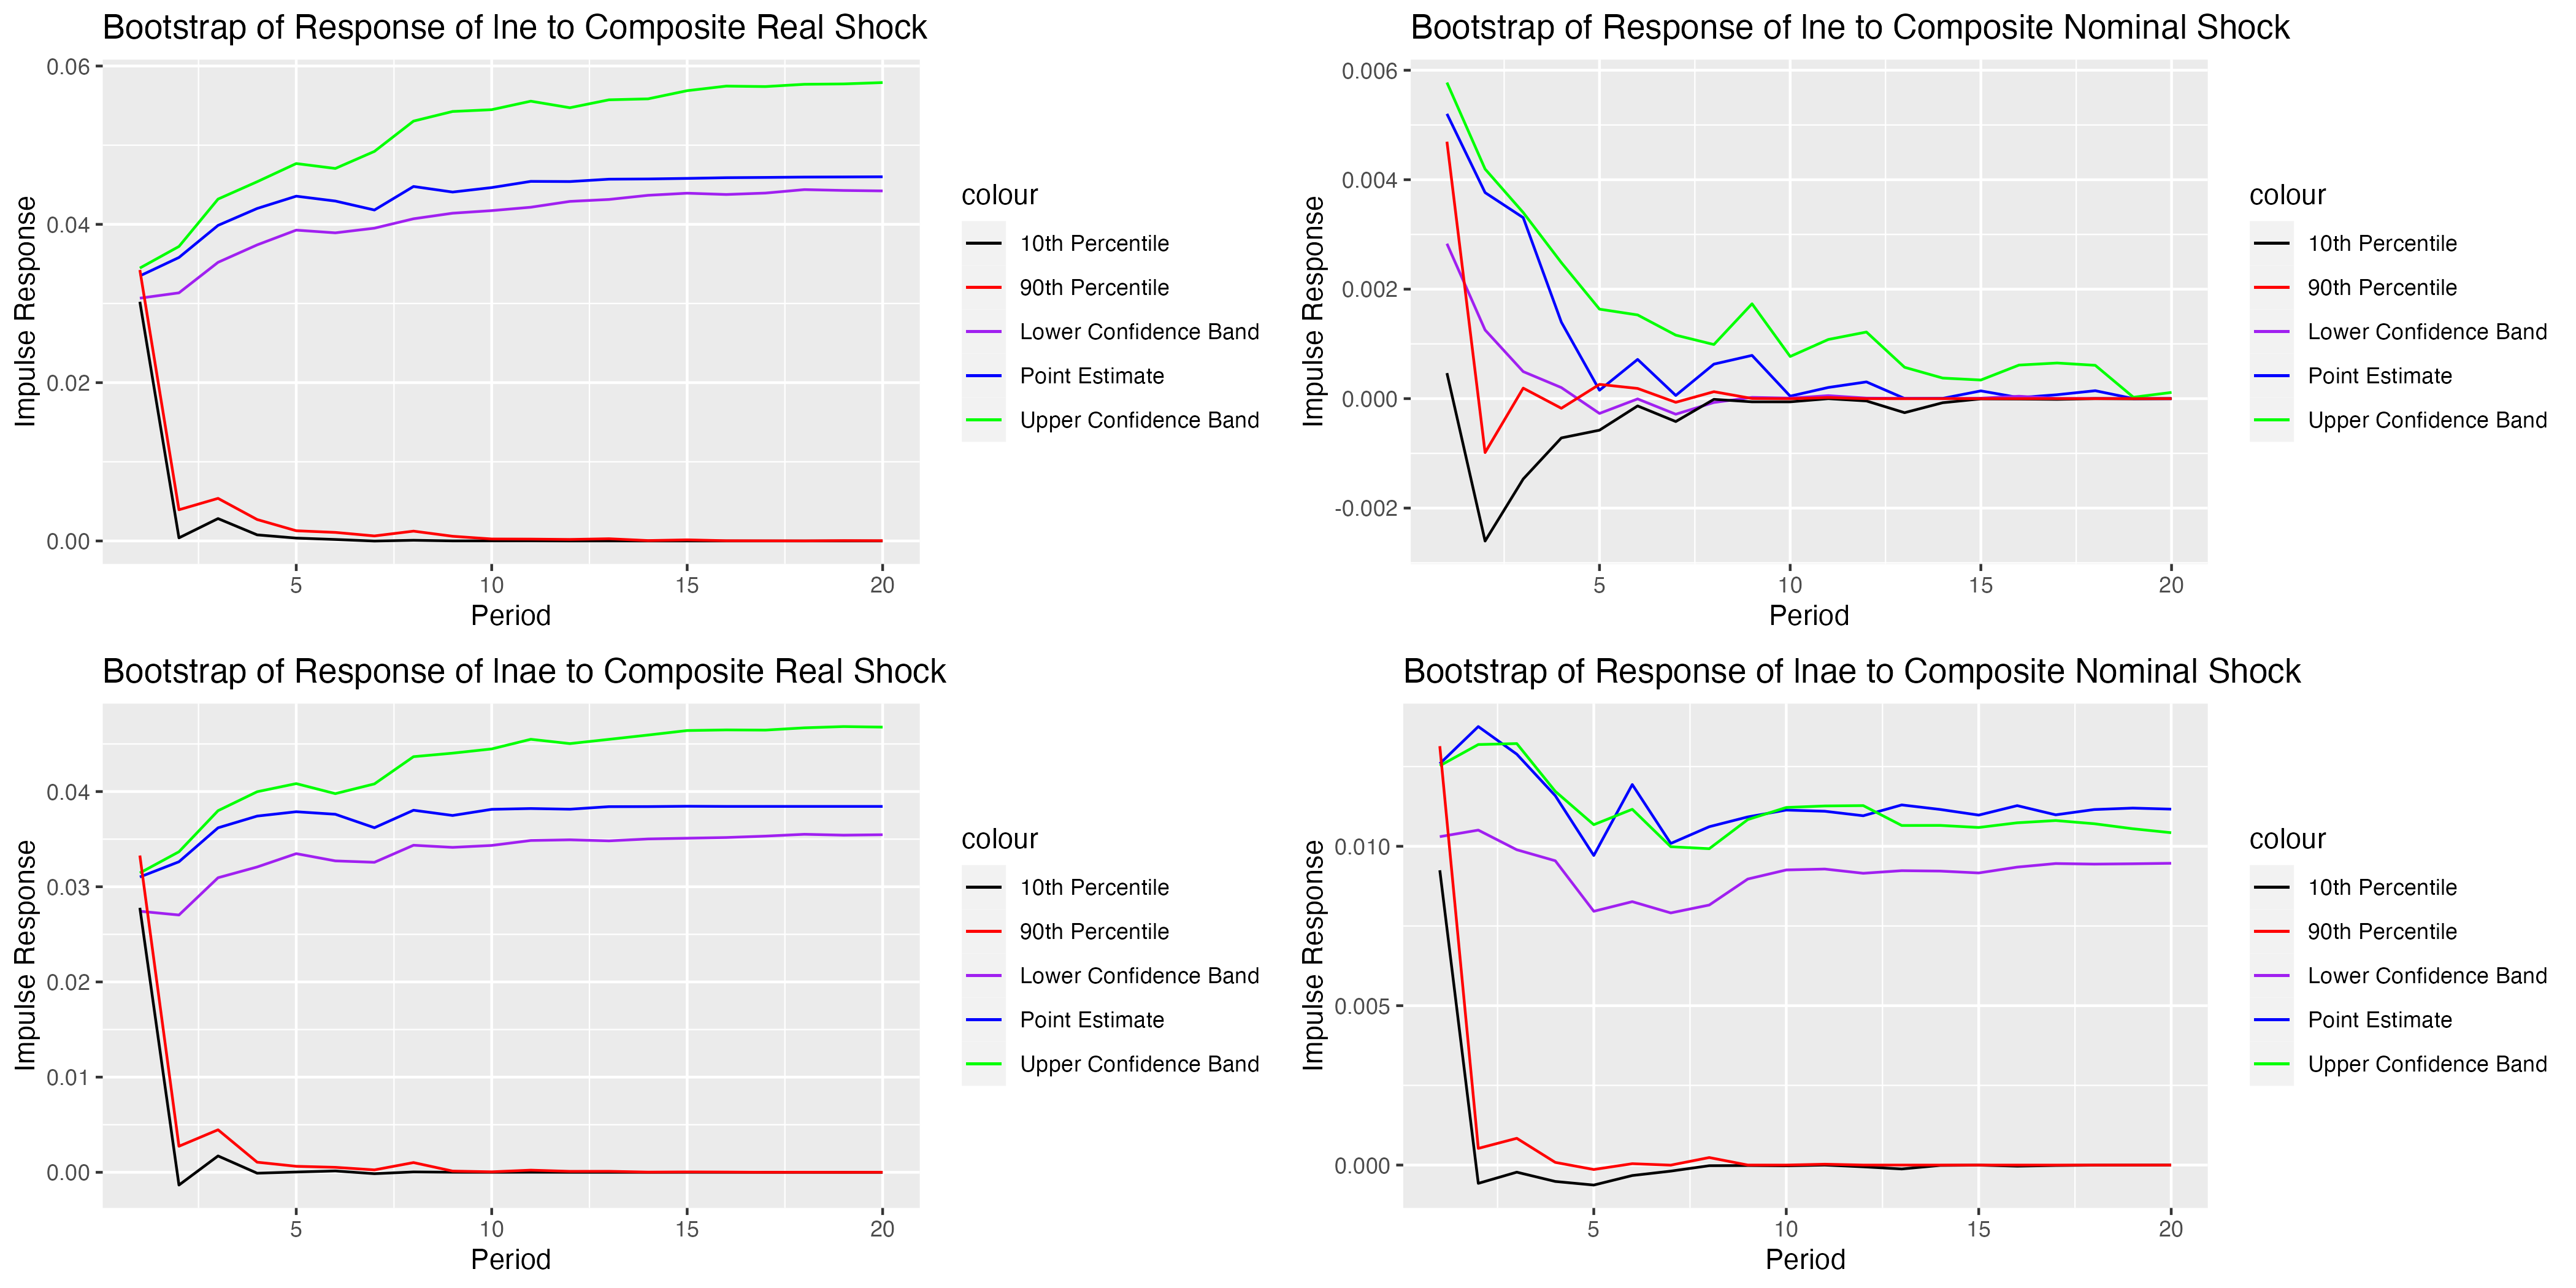 Bootstrap of Response of lne to Composite Real Shock
0.06
0.04
0.02
0.00
Impulse Response
5 10 15 20
Period
colour
10th Percentile
90th Percentile
Lower Confidence Band
Point Estimate
Upper Confidence Band
Bootstrap of Response of lne to Composite Nominal Shock
0.006
0.004
0.002
0.000
-0.002
Impulse Response
5 10 15 20
Period
colour
10th Percentile
90th Percentile
Lower Confidence Band
Point Estimate
Upper Confidence Band
Bootstrap of Response of lnae to Composite Real Shock
0.04
0.03
0.02
0.01
0.00
Impulse Response
5 10 15 20
Period
colour
10th Percentile
90th Percentile
Lower Confidence Band
Point Estimate
Upper Confidence Band
Bootstrap of Response of lnae to Composite Nominal Shock
0.010
0.005
0.000
Impulse Response
5 10 15 20
Period
colour
10th Percentile
90th Percentile
Lower Confidence Band
Point Estimate
Upper Confidence Band